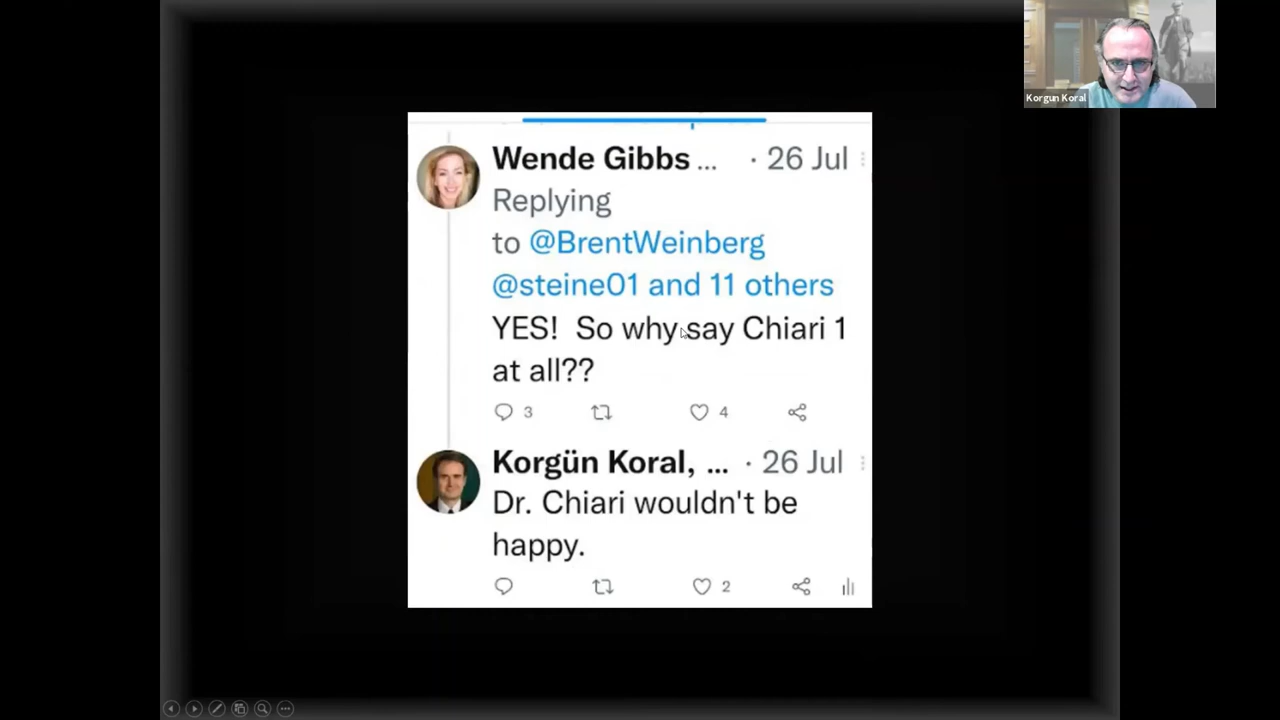 Korgun Koral
Wende Gibbs ... · 26 Jul
Replying
to @BrentWeinberg
@steine01 and 11 others
YES! So why say Chiari 1
at all??
3 4
Korgün Koral, ... · 26 Jul
Dr. Chiari wouldn't be
happy.
2